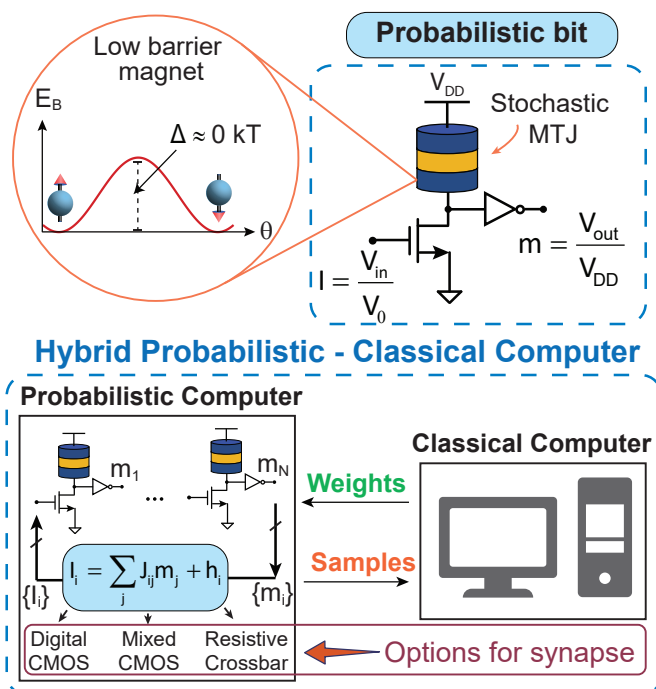 Probabilistic bit
Low barrier
magnet
E_B
Δ ≈ 0 kT
θ
V_DD
Stochastic
MTJ
I = V_in / V_0
m = V_out / V_DD
Hybrid Probabilistic - Classical Computer
Probabilistic Computer
m_1
...
m_N
{I_i}
I_i = ∑_j J_ij m_j + h_i
{m_i}
Digital
CMOS
Mixed
CMOS
Resistive
Crossbar
Classical Computer
Weights
Samples
Options for synapse